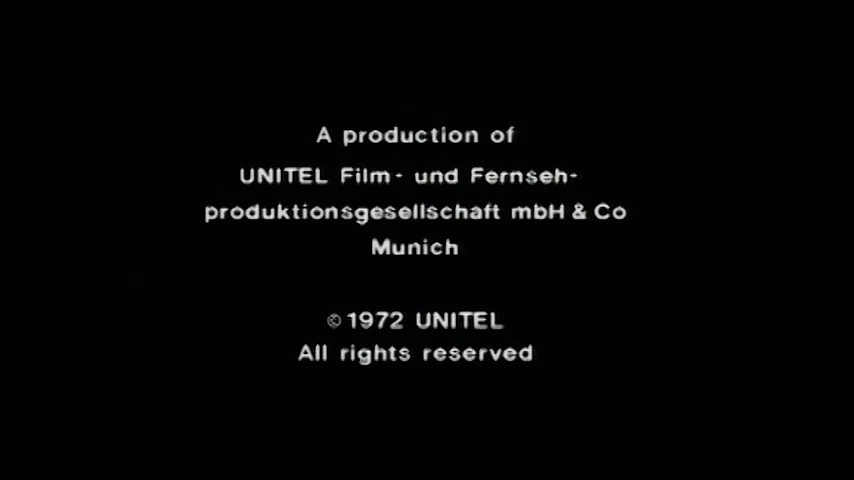 A production of
UNITEL Film- und Fernseh-
produktionsgesellschaft mbH & Co
Munich
© 1972 UNITEL
All rights reserved